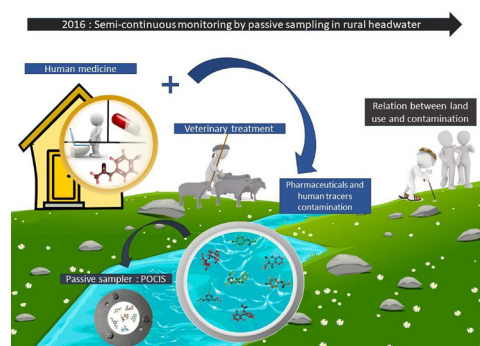 2016 : Semi-continuous monitoring by passive sampling in rural headwater
Human medicine
+
Veterinary treatment
Relation between land
use and contamination
Pharmaceuticals and
human tracers
contamination
Passive sampler : POCIS